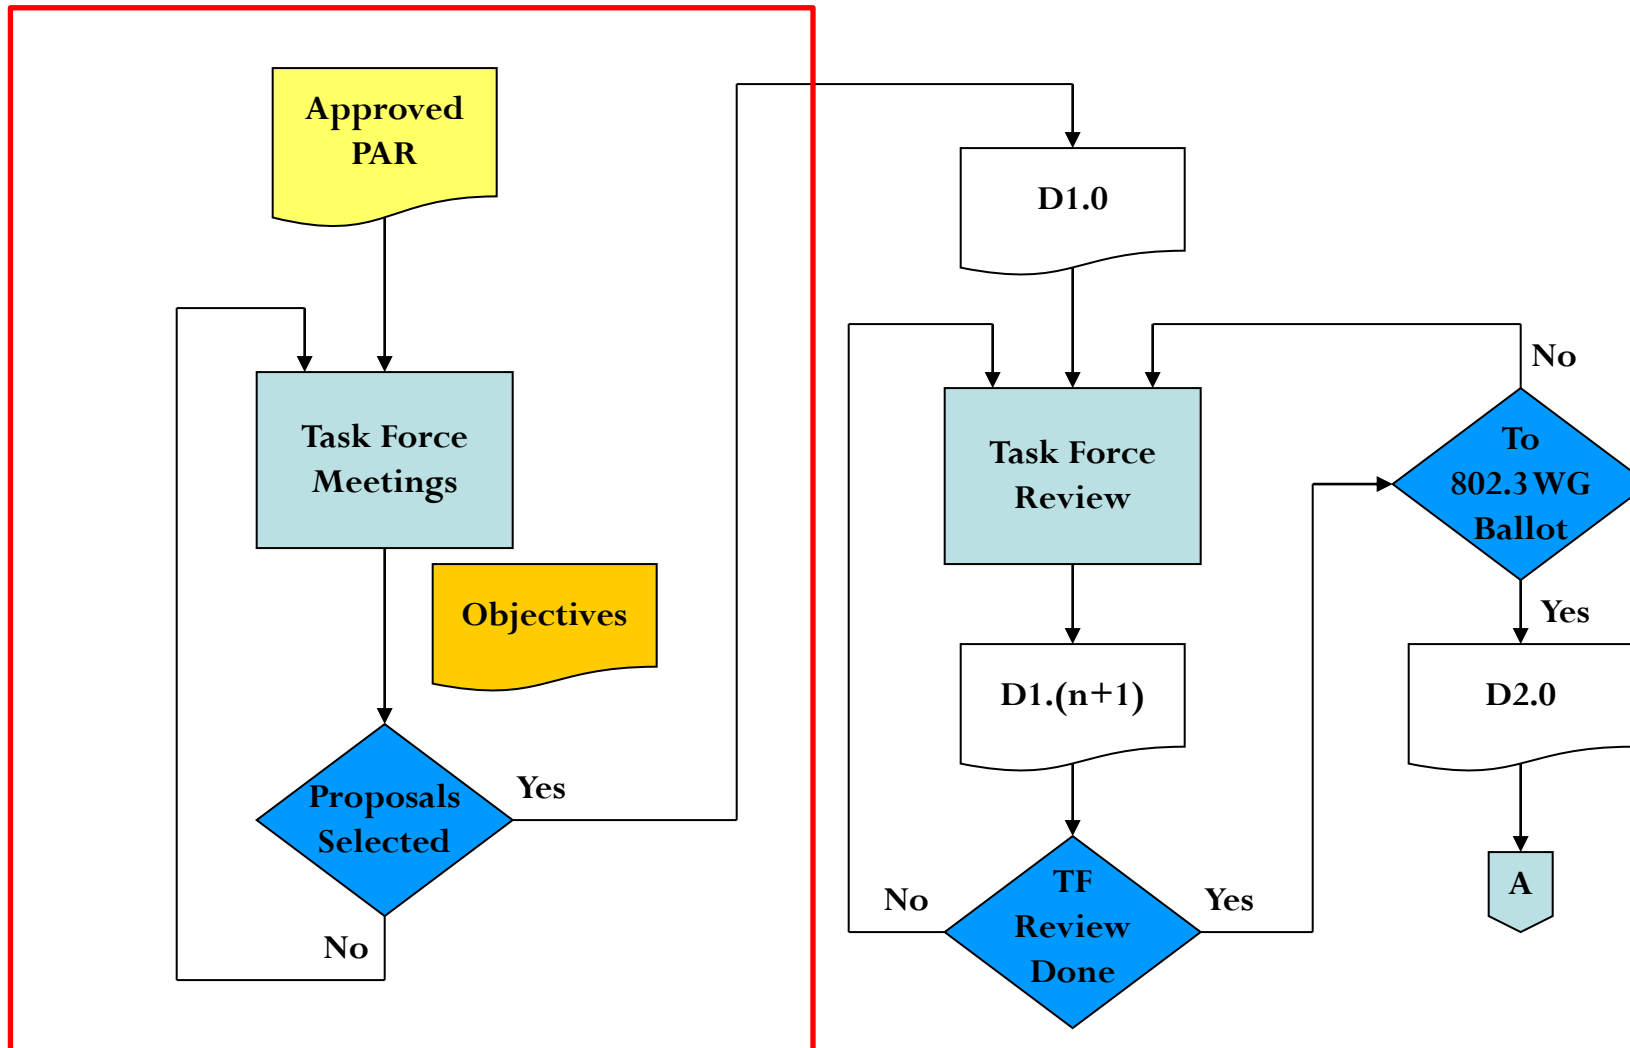 Approved
PAR
Task Force
Meetings
Objectives
Proposals
Selected
Yes
No
D1.0
Task Force
Review
D1.(n+1)
TF
Review
Done
No
Yes
To
802.3 WG
Ballot
No
Yes
D2.0
A